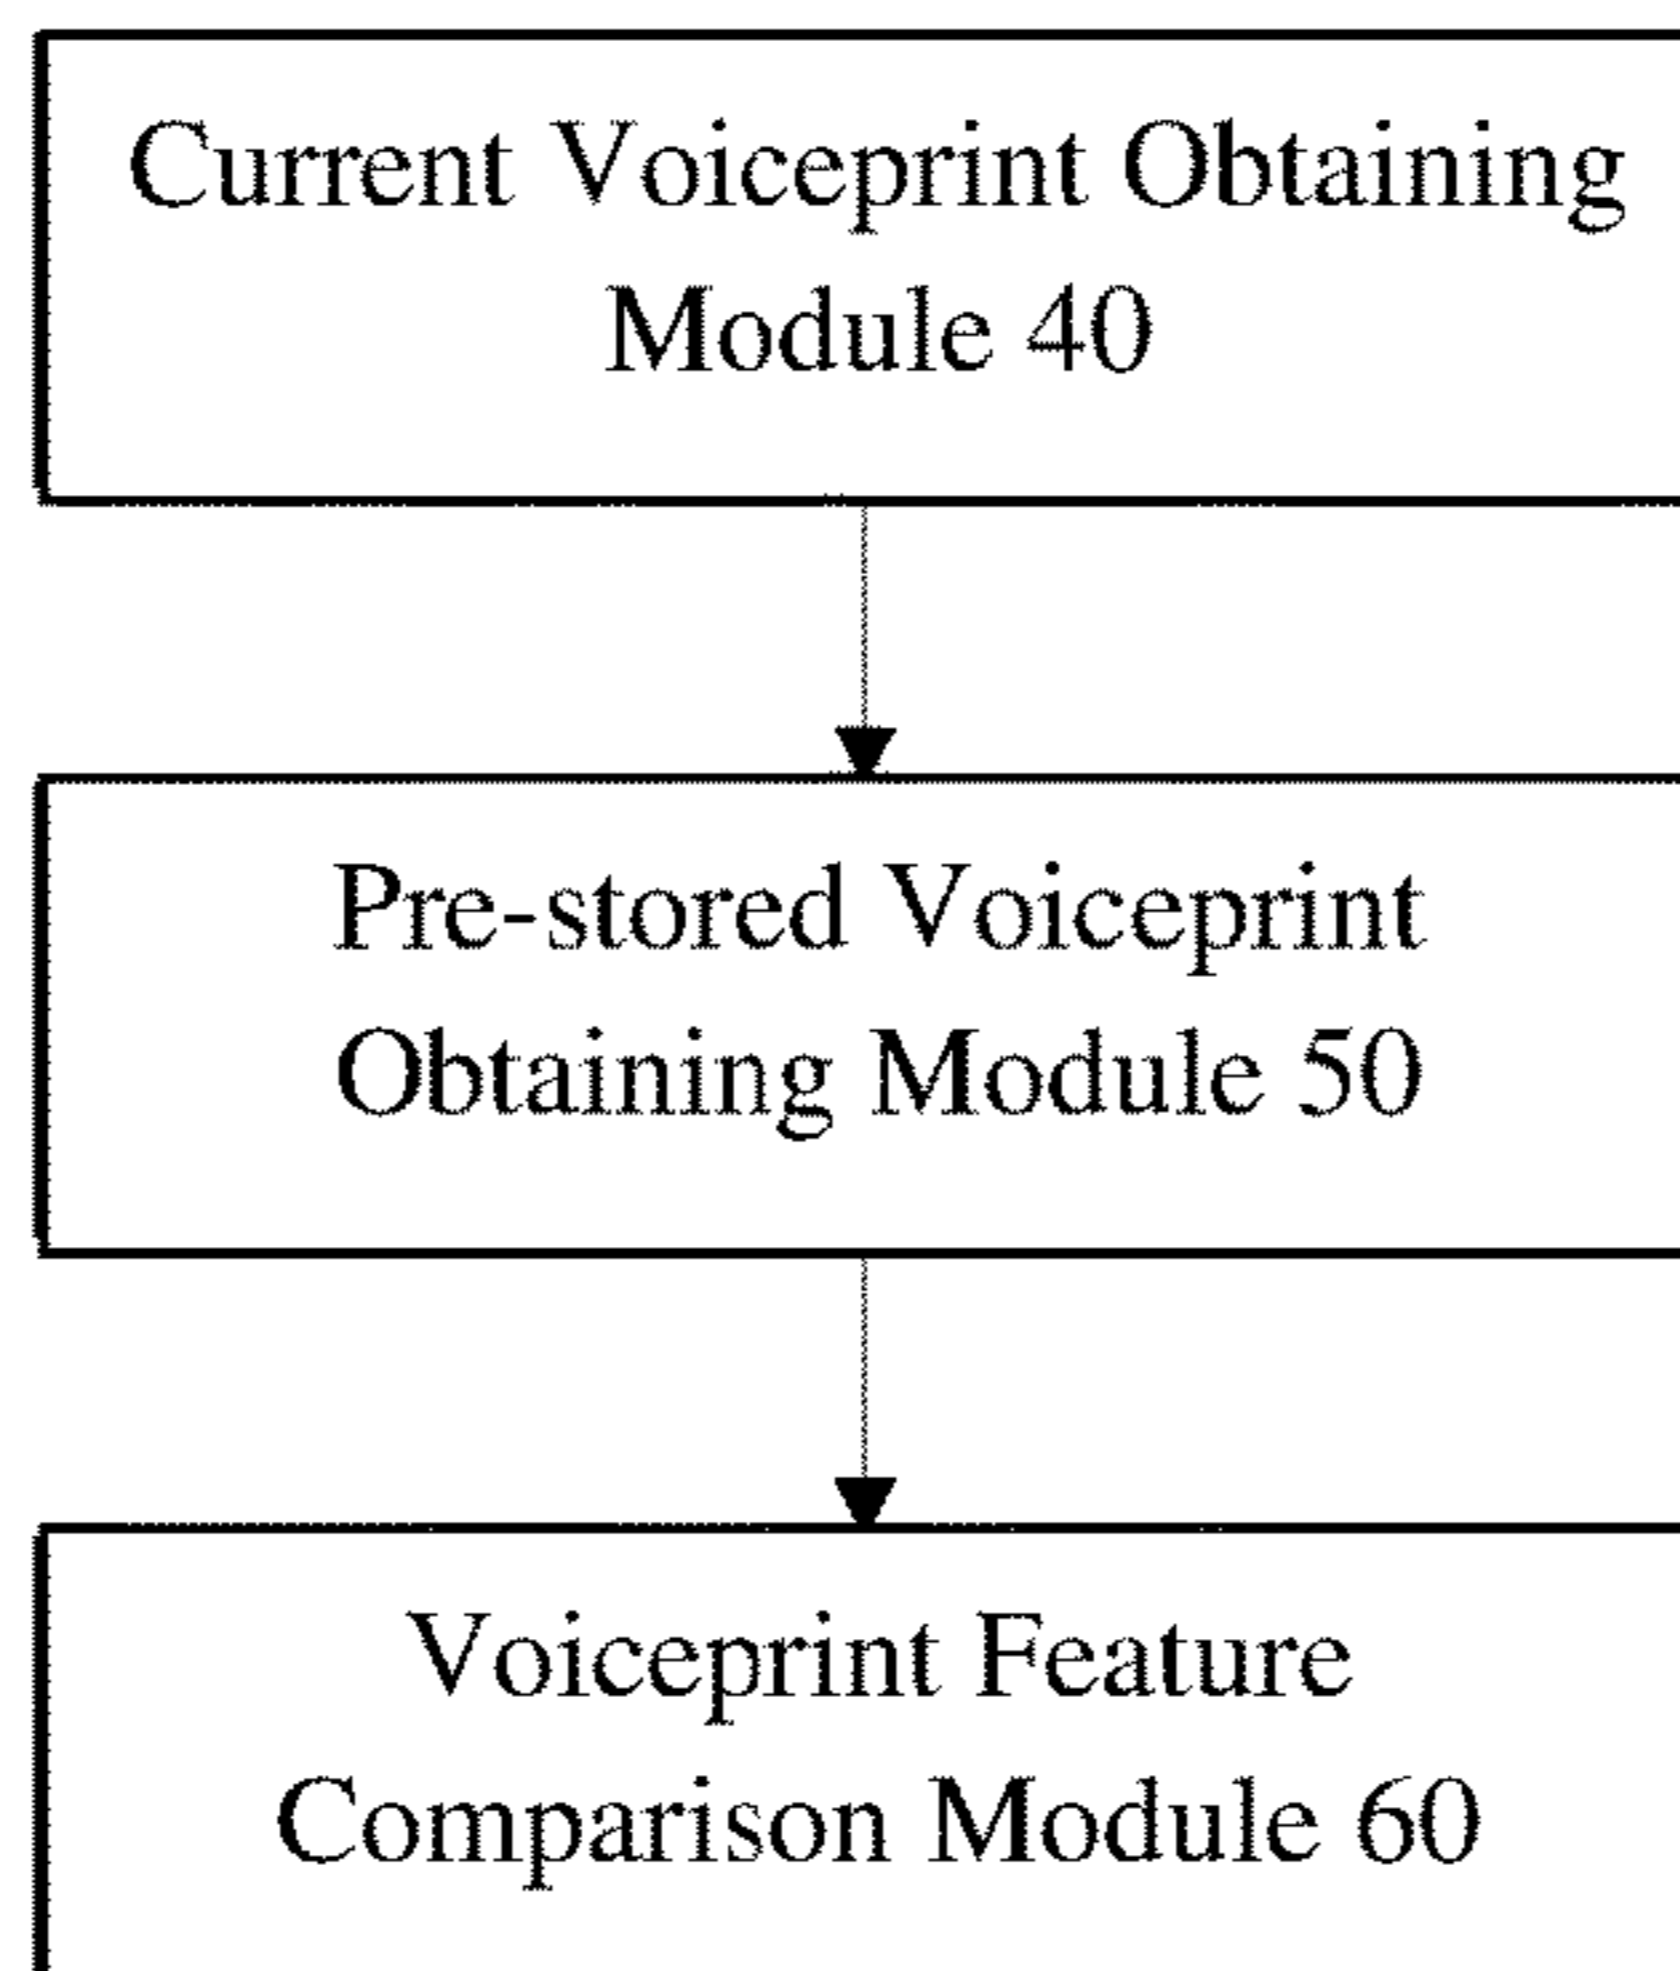 Current Voiceprint Obtaining
Module 40
Pre-stored Voiceprint
Obtaining Module 50
Voiceprint Feature
Comparison Module 60